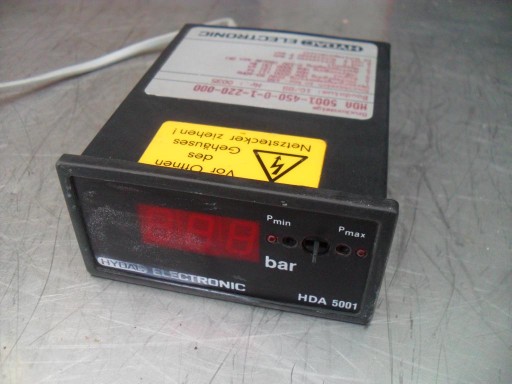 HYDAC ELECTRONIC
HDA 5001-450-0-1-220-000
Vor Öffnen
des
Gehäuses
Netzstecker ziehen!
Pmin
Pmax
bar
HYDAC ELECTRONIC
HDA 5001